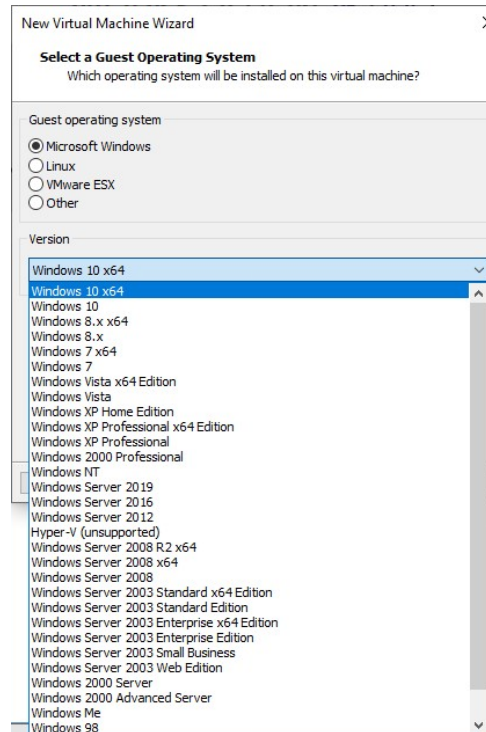 New Virtual Machine Wizard
Select a Guest Operating System
Which operating system will be installed on this virtual machine?
Guest operating system
Microsoft Windows
Linux
VMware ESX
Other
Version
Windows 10 x64
Windows 10 x64
Windows 10
Windows 8.x x64
Windows 8.x
Windows 7 x64
Windows 7
Windows Vista x64 Edition
Windows Vista
Windows XP Home Edition
Windows XP Professional x64 Edition
Windows XP Professional
Windows 2000 Professional
Windows NT
Windows Server 2019
Windows Server 2016
Windows Server 2012
Hyper-V (unsupported)
Windows Server 2008 R2 x64
Windows Server 2008 x64
Windows Server 2008
Windows Server 2003 Standard x64 Edition
Windows Server 2003 Standard Edition
Windows Server 2003 Enterprise x64 Edition
Windows Server 2003 Enterprise Edition
Windows Server 2003 Small Business
Windows Server 2003 Web Edition
Windows 2000 Server
Windows 2000 Advanced Server
Windows Me
Windows 98